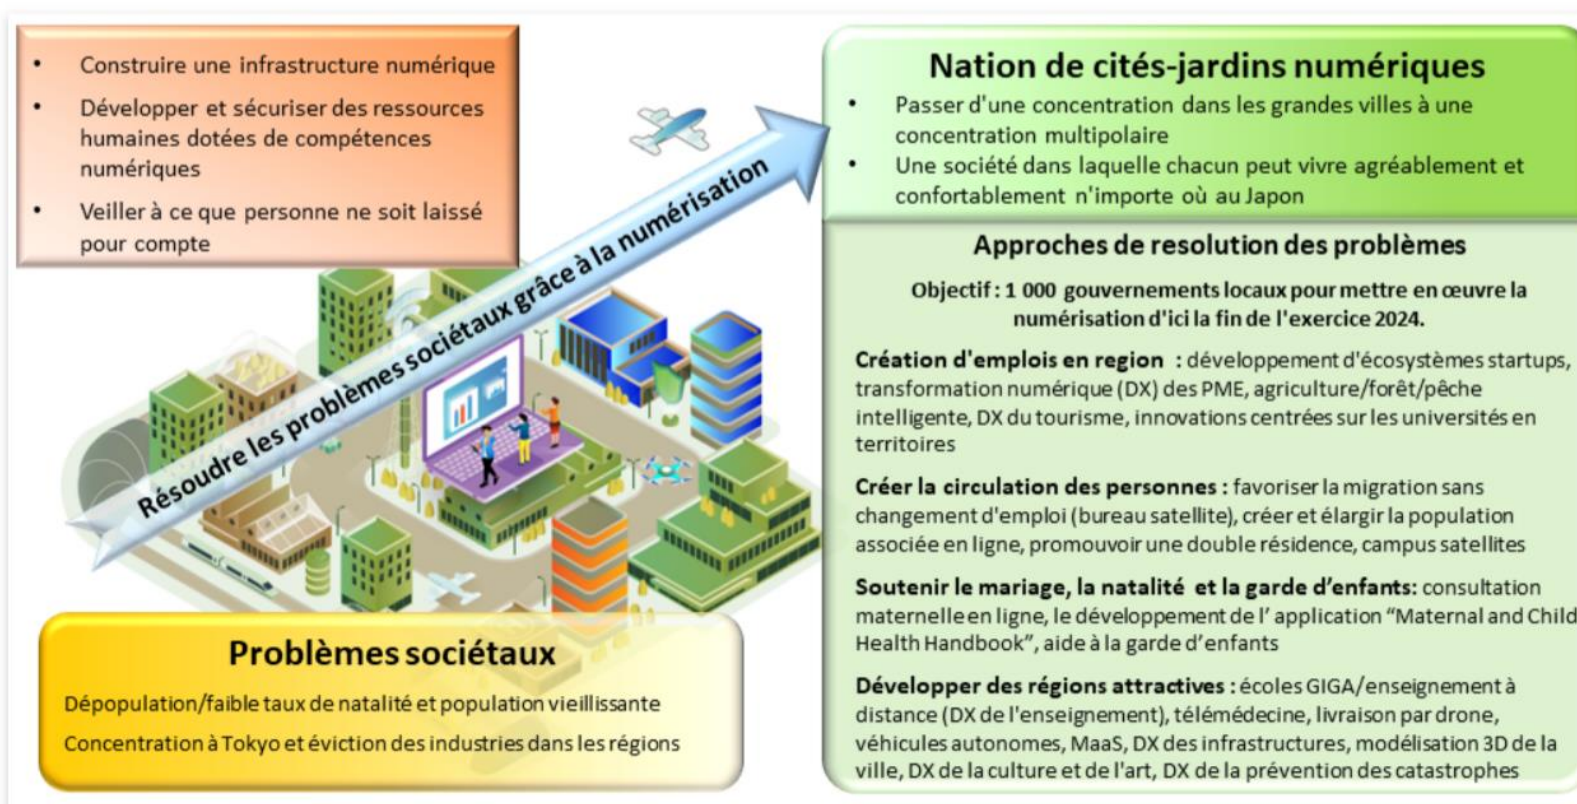 • Construire une infrastructure numérique
• Développer et sécuriser des ressources
humaines dotées de compétences
numériques
• Veiller à ce que personne ne soit laissé
pour compte
Résoudre les problèmes sociétaux grâce à la numérisation
Problèmes sociétaux
Dépopulation/faible taux de natalité et population vieillissante
Concentration à Tokyo et éviction des industries dans les régions
Nation de cités-jardins numériques
• Passer d'une concentration dans les grandes villes à une
concentration multipolaire
• Une société dans laquelle chacun peut vivre agréablement et
confortablement n'importe où au Japon
Approches de resolution des problèmes
Objectif : 1 000 gouvernements locaux pour mettre en œuvre la
numérisation d'ici la fin de l'exercice 2024.
Création d'emplois en region : développement d'écosystèmes startups,
transformation numérique (DX) des PME, agriculture/forêt/pêche
intelligente, DX du tourisme, innovations centrées sur les universités en
territoires
Créer la circulation des personnes : favoriser la migration sans
changement d'emploi (bureau satellite), créer et élargir la population
associée en ligne, promouvoir une double résidence, campus satellites
Soutenir le mariage, la natalité et la garde d’enfants: consultation
maternelle en ligne, le développement de l’ application “Maternal and Child
Health Handbook”, aide à la garde d’enfants
Développer des régions attractives : écoles GIGA/enseignement à
distance (DX de l'enseignement), télémédecine, livraison par drone,
véhicules autonomes, MaaS, DX des infrastructures, modélisation 3D de la
ville, DX de la culture et de l'art, DX de la prévention des catastrophes